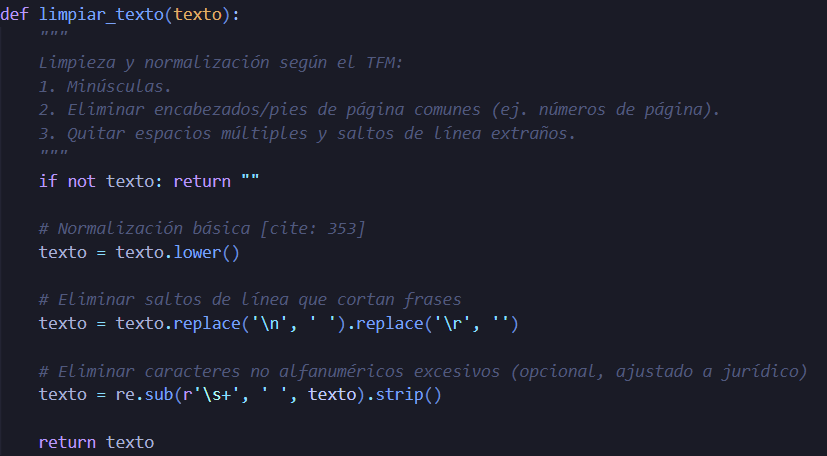 def limpiar_texto(texto):
    """
    Limpieza y normalización según el TFM:
    1. Minúsculas.
    2. Eliminar encabezados/pies de página comunes (ej. números de página).
    3. Quitar espacios múltiples y saltos de línea extraños.
    """
    if not texto: return ""

    # Normalización básica [cite: 353]
    texto = texto.lower()

    # Eliminar saltos de línea que cortan frases
    texto = texto.replace('\n', ' ').replace('\r', '')

    # Eliminar caracteres no alfanuméricos excesivos (opcional, ajustado a jurídico)
    texto = re.sub(r'\s+', ' ', texto).strip()

    return texto